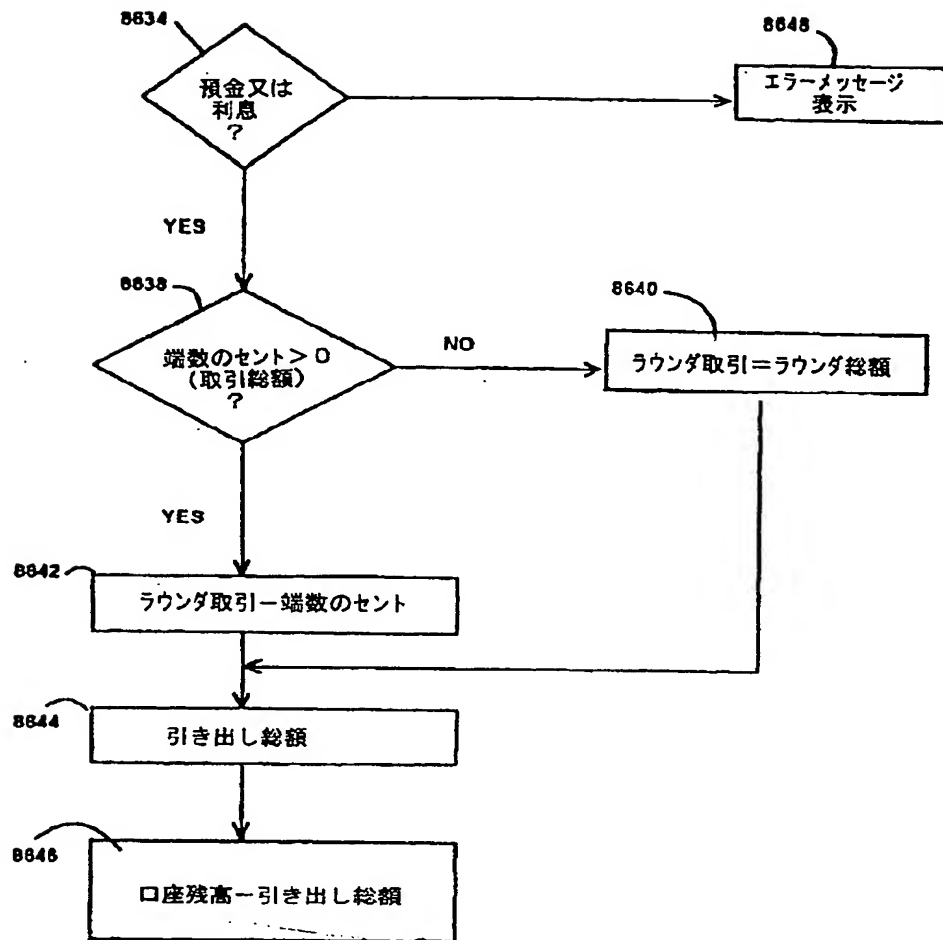 8634
預金又は
利息
?
8648
エラーメッセージ
表示
YES
8638
端数のセント>0
(取引総額)
?
NO
8640
ラウンダ取引=ラウンダ総額
YES
8642
ラウンダ取引-端数のセント
8644
引き出し総額
8646
口座残高-引き出し総額